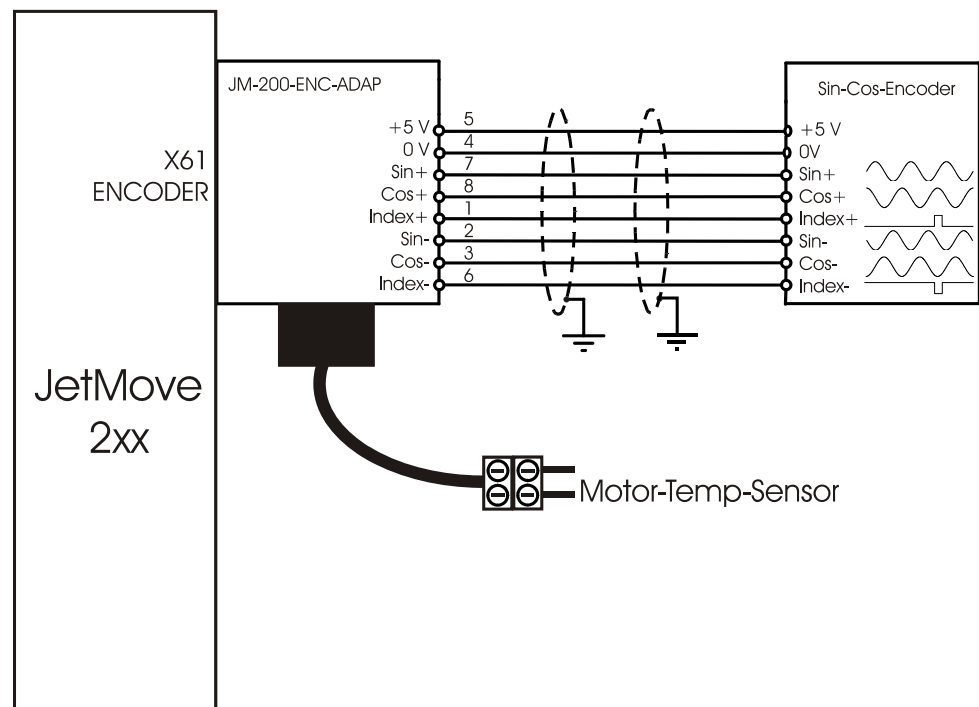 JM-200-ENC-ADAP
X61
ENCODER
+5 V
0 V
Sin+
Cos+
Index+
Sin-
Cos-
Index-
5
4
7
8
1
2
3
6
Sin-Cos-Encoder
+5 V
0V
Sin+
Cos+
Index+
Sin-
Cos-
Index-
JetMove
2xx
Motor-Temp-Sensor